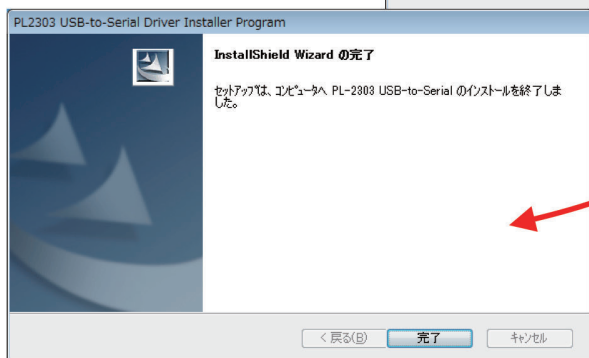 PL2303 USB-to-Serial Driver Installer Program
InstallShield Wizard の完了
セットアップは、コンピュータへ PL-2303 USB-to-Serial のインストールを終了しま
した。
< 戻る(B)
完了
キャンセル